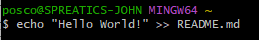 posco@SPREATICS-JOHN MINGW64 ~
$ echo "Hello World!" >> README.md